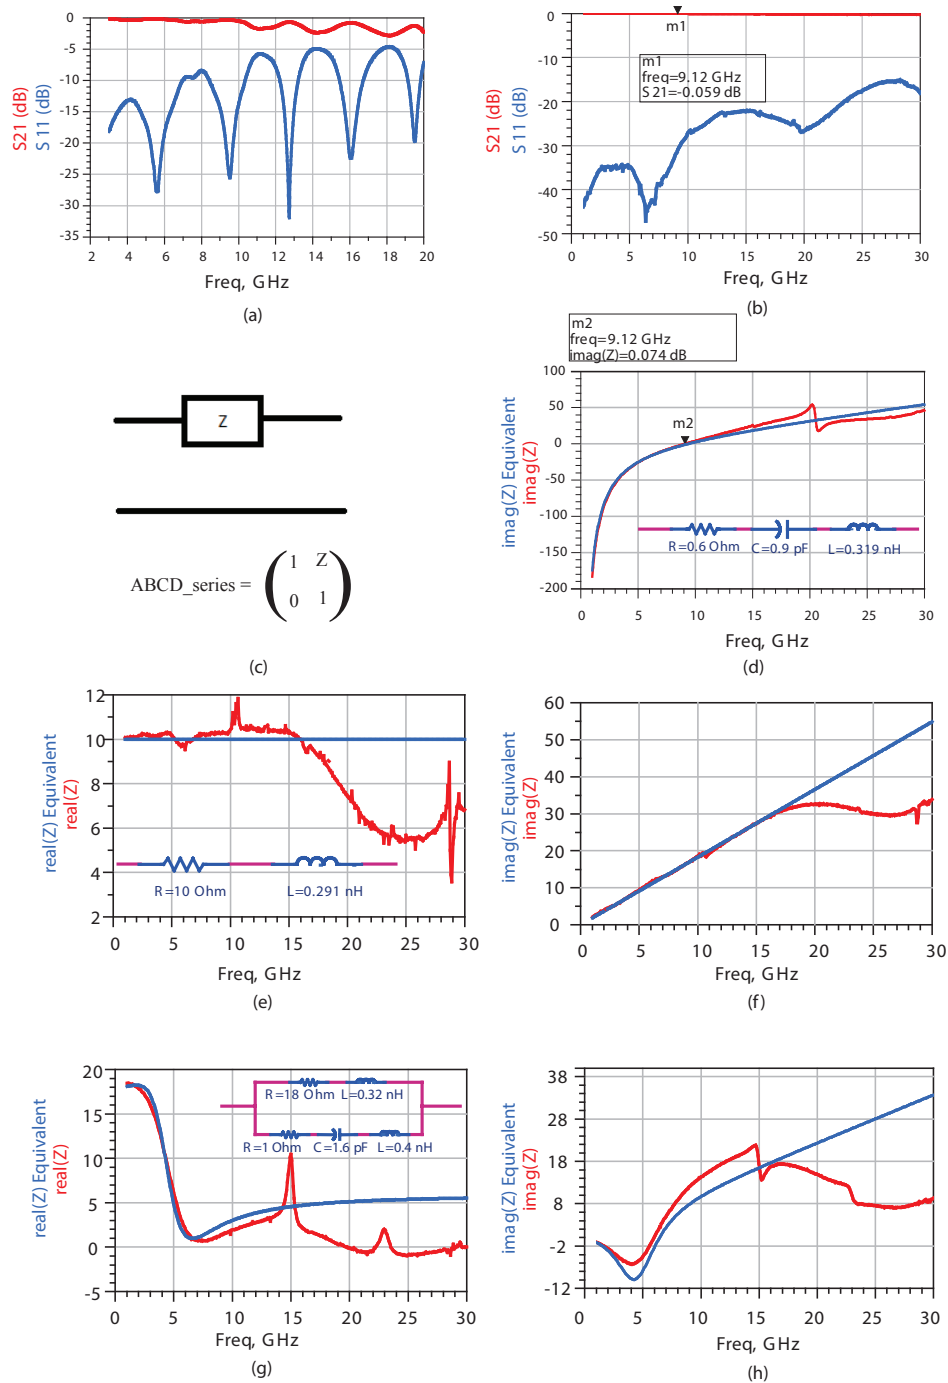 0
-5
-10
-15
-20
-25
-30
-35
2 4 6 8 10 12 14 16 18 20
S21 (dB)
S 11 (dB)
Freq, GHz
(a)
0
-10
-20
-30
-40
-50
0 5 10 15 20 25 30
S21 (dB)
S 11 (dB)
m1
m1
freq=9.12 GHz
S 21=-0.059 dB
Freq, GHz
(b)
Z
ABCD_series = ( 1 Z
0 1 )
(c)
m2
freq=9.12 GHz
imag(Z)=0.074 dB
100
50
0
-50
-100
-150
-200
0 5 10 15 20 25 30
imag(Z) Equivalent
imag(Z)
m2
R=0.6 Ohm C=0.9 pF L=0.319 nH
Freq, GHz
(d)
12
10
8
6
4
2
0 5 10 15 20 25 30
real(Z) Equivalent
real(Z)
R=10 Ohm L=0.291 nH
Freq, GHz
(e)
60
50
40
30
20
10
0
0 5 10 15 20 25 30
imag(Z) Equivalent
imag(Z)
Freq, GHz
(f)
20
15
10
5
0
-5
0 5 10 15 20 25 30
real(Z) Equivalent
real(Z)
R=18 Ohm L=0.32 nH
R=1 Ohm C=1.6 pF L=0.4 nH
Freq, GHz
(g)
38
28
18
8
-2
-12
0 5 10 15 20 25 30
imag(Z) Equivalent
imag(Z)
Freq, GHz
(h)